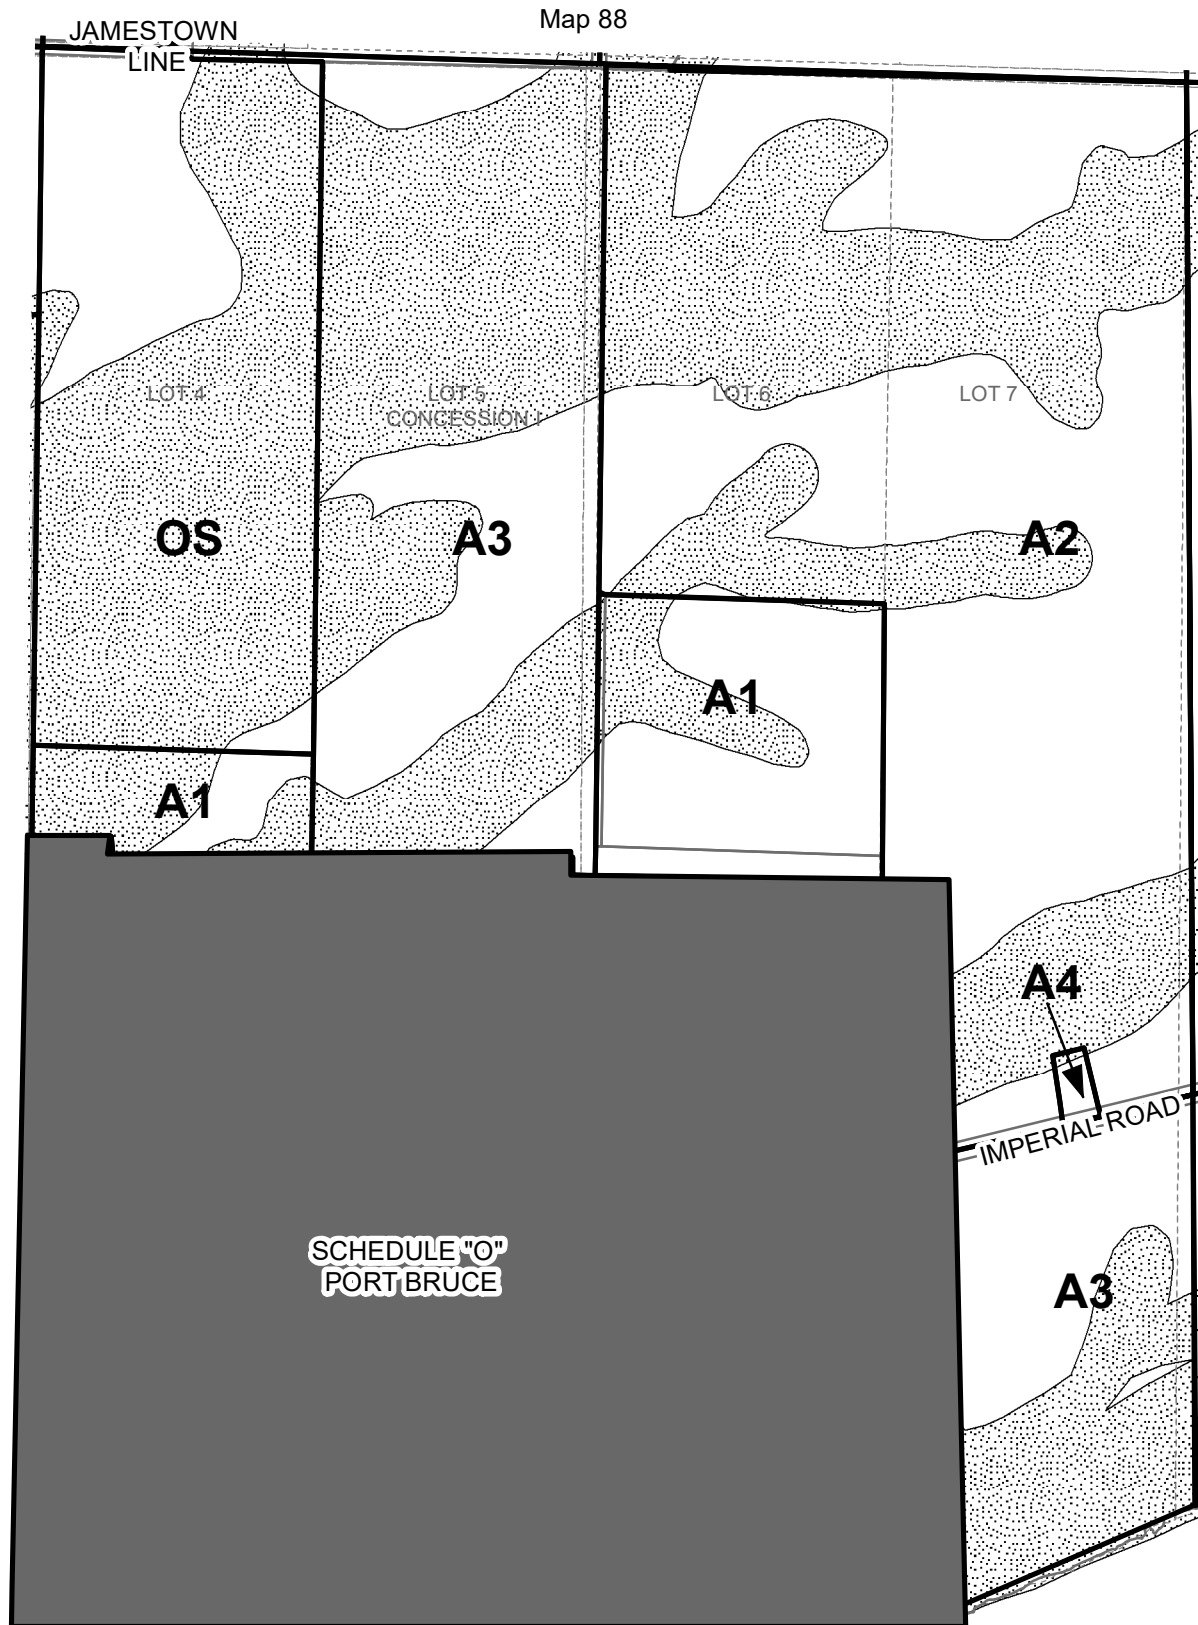 Map 88
JAMESTOWN
LINE
LOT 4
LOT 5
CONCESSION I
LOT 6
LOT 7
OS
A3
A2
A1
A1
A4
IMPERIAL ROAD
SCHEDULE "O"
PORT BRUCE
A3